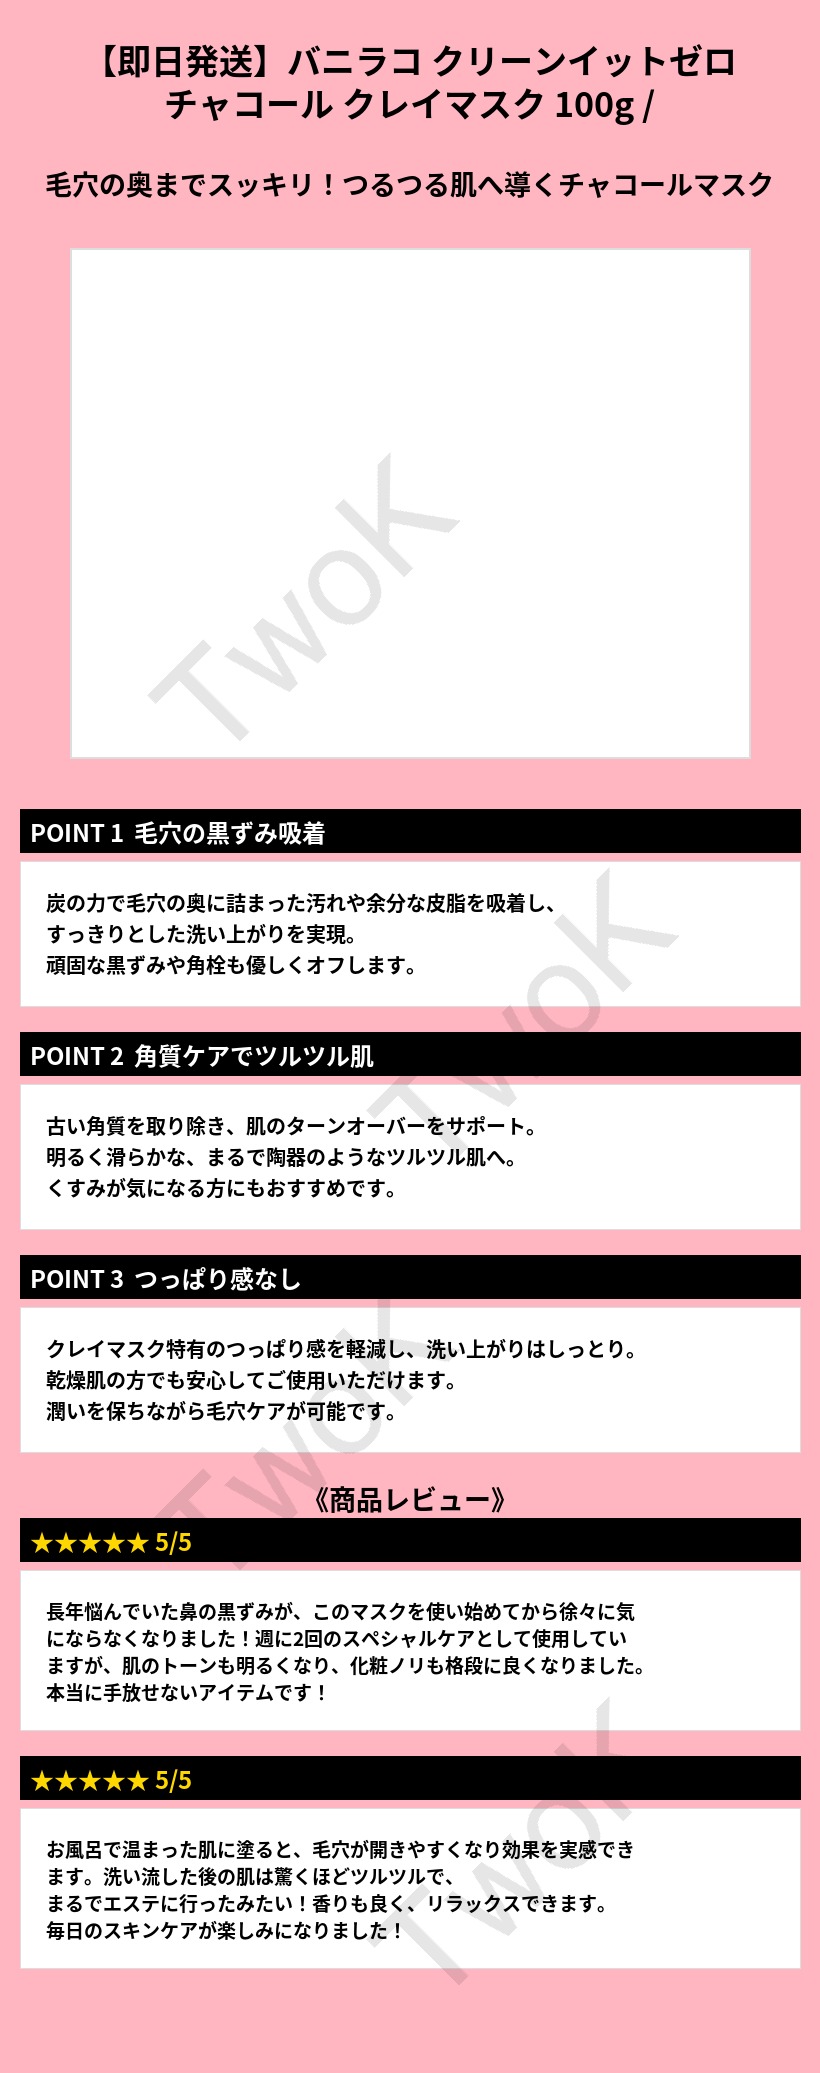 【即日発送】バニラコ クリーンイットゼロ
チャコール クレイマスク 100g /
毛穴の奥までスッキリ！つるつる肌へ導くチャコールマスク
TwoK
POINT 1 毛穴の黒ずみ吸着
炭の力で毛穴の奥に詰まった汚れや余分な皮脂を吸着し、
すっきりとした洗い上がりを実現。
頑固な黒ずみや角栓も優しくオフします。
TwoK
POINT 2 角質ケアでツルツル肌
古い角質を取り除き、肌のターンオーバーをサポート。
明るく滑らかな、まるで陶器のようなツルツル肌へ。
くすみが気になる方にもおすすめです。
POINT 3 つっぱり感なし
クレイマスク特有のつっぱり感を軽減し、洗い上がりはしっとり。
乾燥肌の方でも安心してご使用いただけます。
潤いを保ちながら毛穴ケアが可能です。
TwoK
《商品レビュー》
★★★★★ 5/5
長年悩んでいた鼻の黒ずみが、このマスクを使い始めてから徐々に気
にならなくなりました！週に2回のスペシャルケアとして使用してい
ますが、肌のトーンも明るくなり、化粧ノリも格段に良くなりました。
本当に手放せないアイテムです！
★★★★★ 5/5
お風呂で温まった肌に塗ると、毛穴が開きやすくなり効果を実感でき
ます。洗い流した後の肌は驚くほどツルツルで、
まるでエステに行ったみたい！香りも良く、リラックスできます。
毎日のスキンケアが楽しみになりました！
TwoK